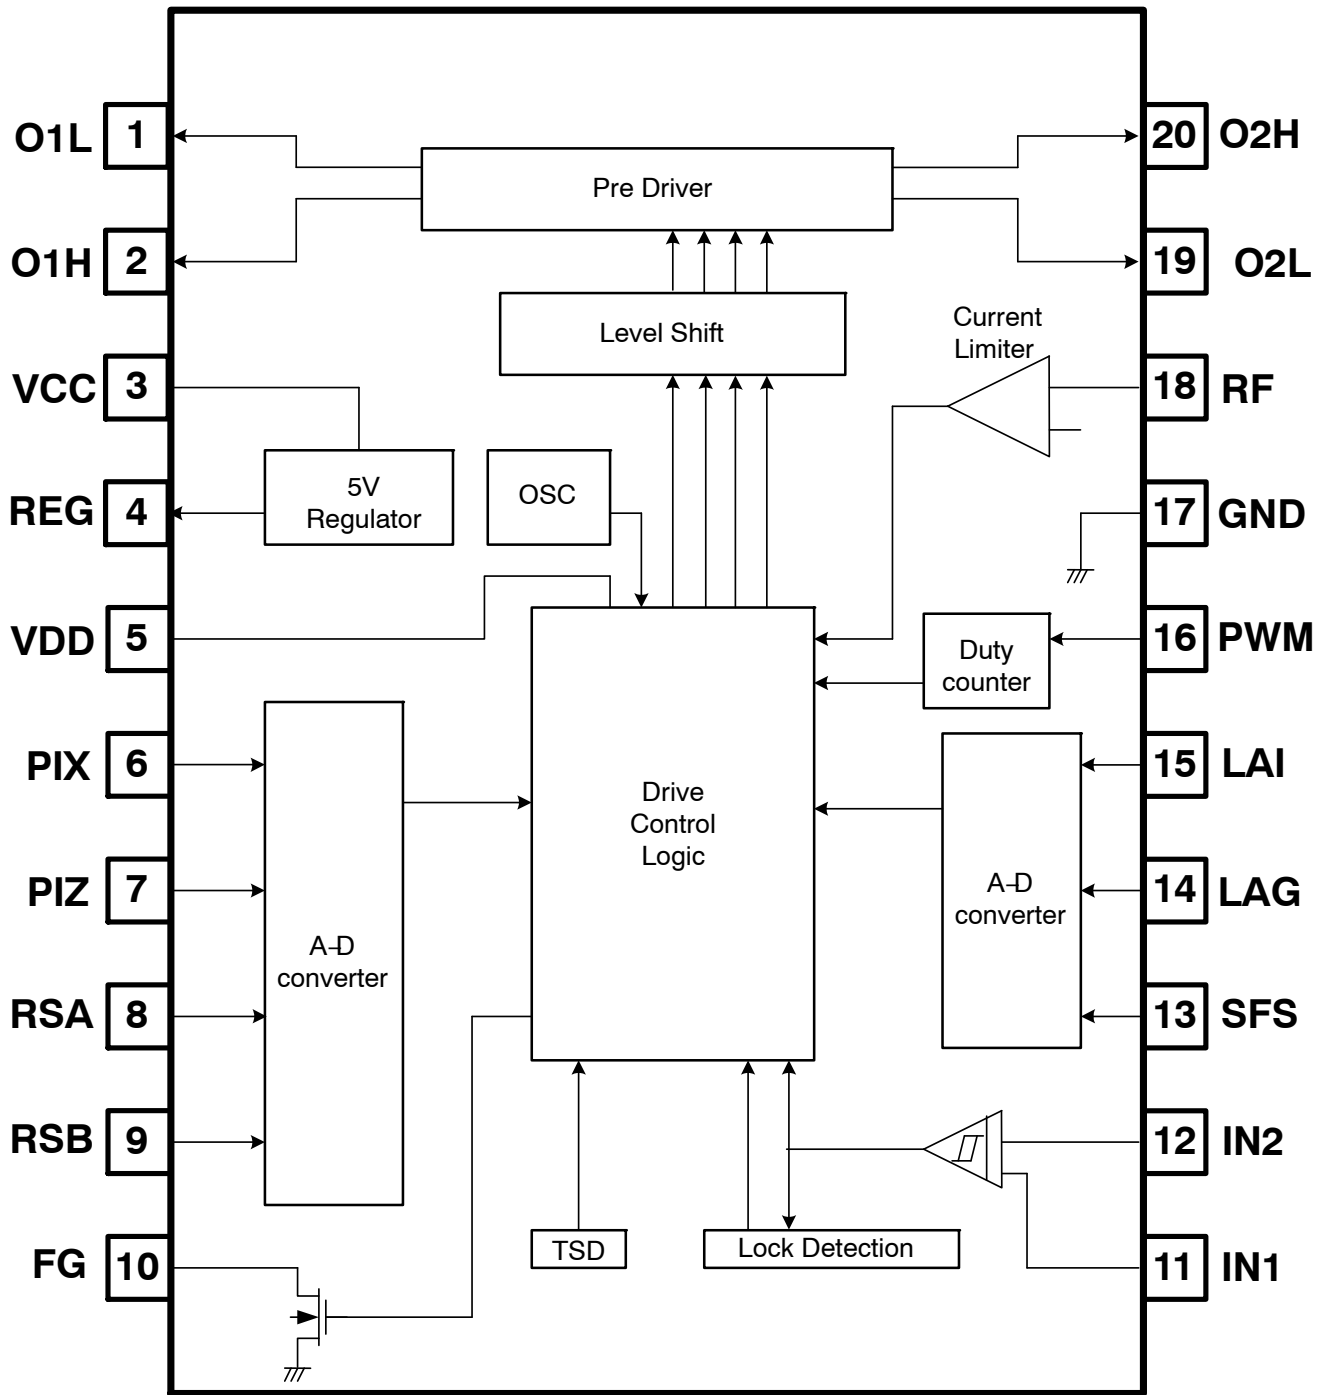 O1L 1
20 O2H
Pre Driver
O1H 2
19 O2L
Level Shift
Current
Limiter
VCC 3
18 RF
5V
Regulator
OSC
REG 4
17 GND
VDD 5
16 PWM
Duty
counter
PIX 6
15 LAI
Drive
Control
Logic
PIZ 7
14 LAG
A-D
converter
A-D
converter
RSA 8
13 SFS
RSB 9
12 IN2
TSD
Lock Detection
FG 10
11 IN1